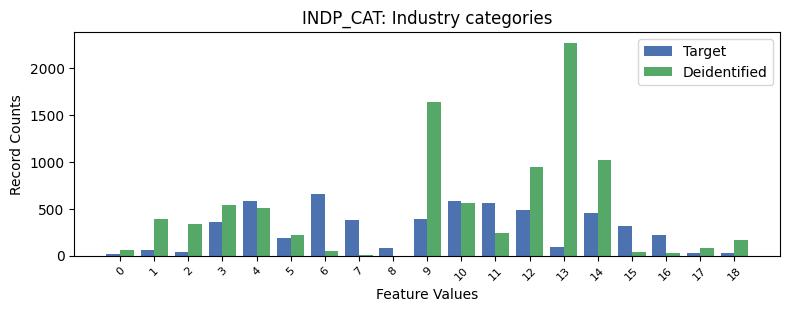 INDP_CAT: Industry categories
Target
Deidentified
Record Counts
2000
1500
1000
500
0
0 1 2 3 4 5 6 7 8 9 10 11 12 13 14 15 16 17 18
Feature Values